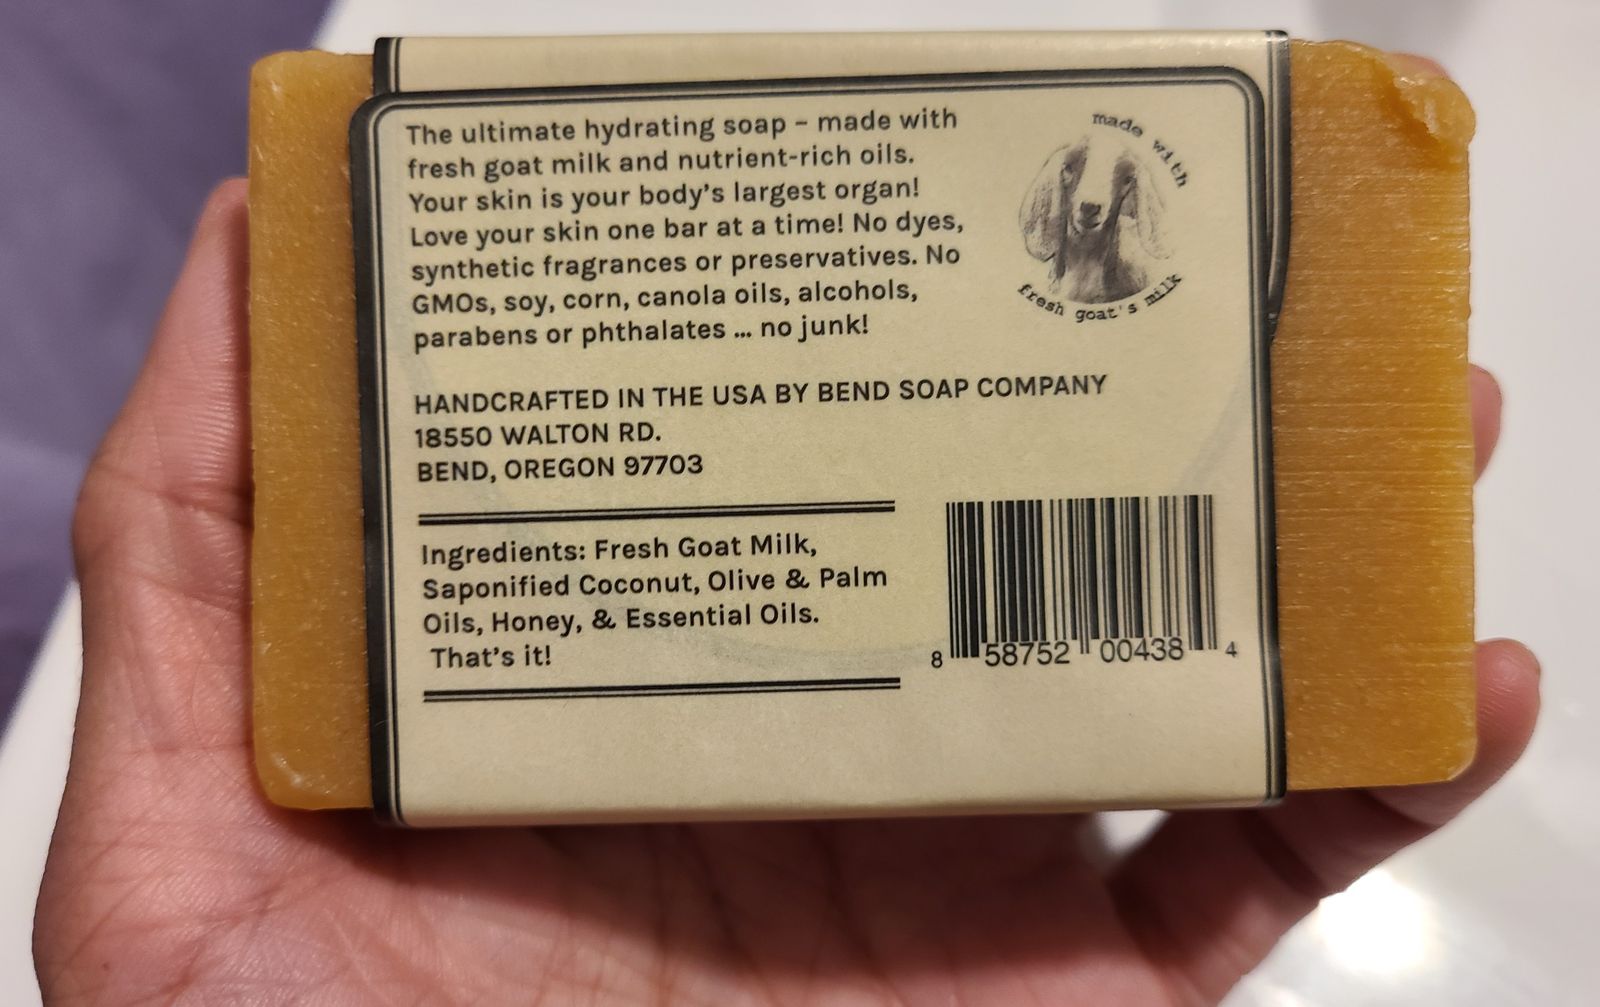 The ultimate hydrating soap – made with
fresh goat milk and nutrient-rich oils.
Your skin is your body's largest organ!
Love your skin one bar at a time! No dyes,
synthetic fragrances or preservatives. No
GMOs, soy, corn, canola oils, alcohols,
parabens or phthalates ... no junk!
made with
fresh goat's milk
HANDCRAFTED IN THE USA BY BEND SOAP COMPANY
18550 WALTON RD.
BEND, OREGON 97703
Ingredients: Fresh Goat Milk,
Saponified Coconut, Olive & Palm
Oils, Honey, & Essential Oils.
That's it!
8 58752 00438 4